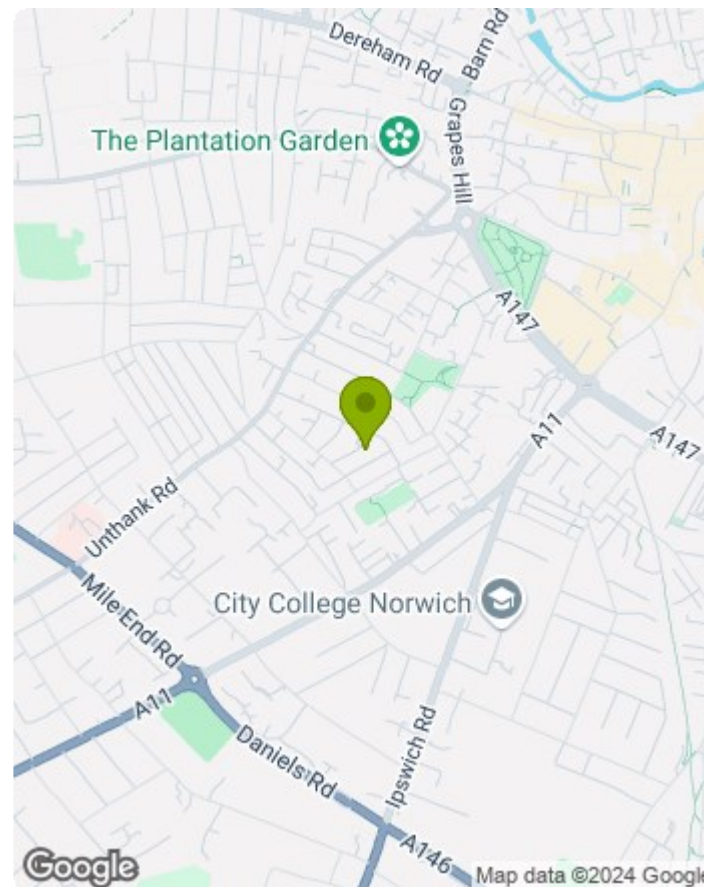 Dereham Rd
Barn Rd
The Plantation Garden
Grapes Hill
A147
A11
A147
Unthank Rd
Mile End Rd
City College Norwich
A11
Daniels Rd
Ipswich Rd
A146
Google
Map data ©2024 Google